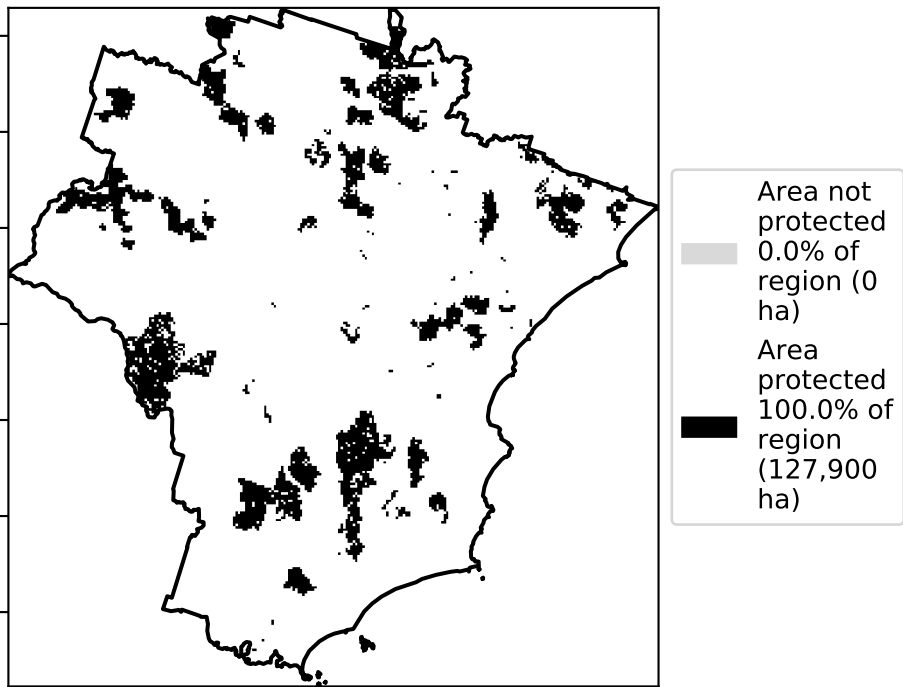 Area not
protected
0.0% of
region (0
ha)
Area
protected
100.0% of
region
(127,900
ha)